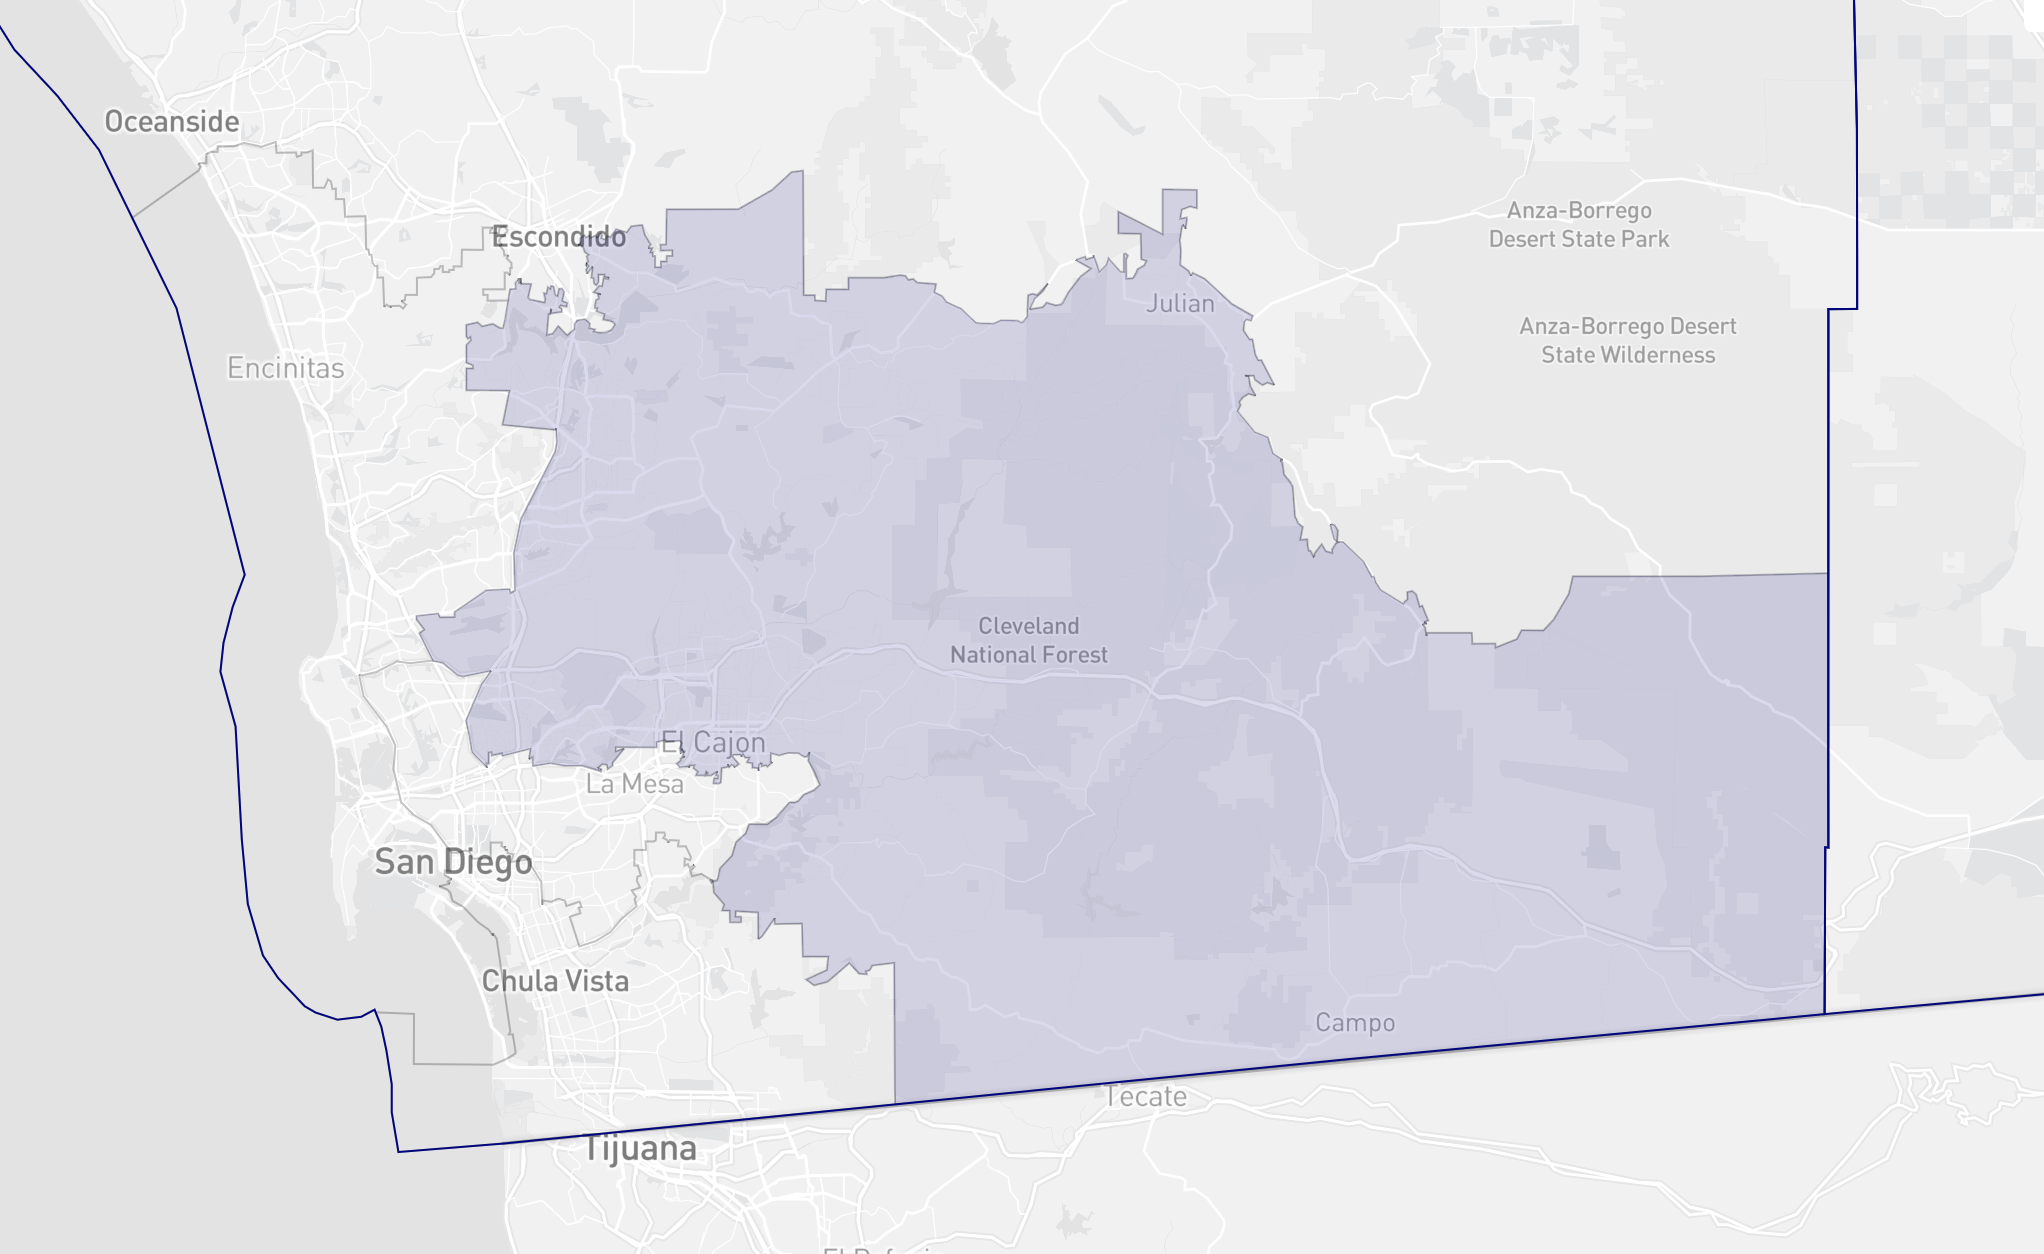 Oceanside
Escondido
Anza-Borrego
Desert State Park
Julian
Anza-Borrego Desert
State Wilderness
Encinitas
Cleveland
National Forest
El Cajon
La Mesa
San Diego
Chula Vista
Campo
Tecate
Tijuana